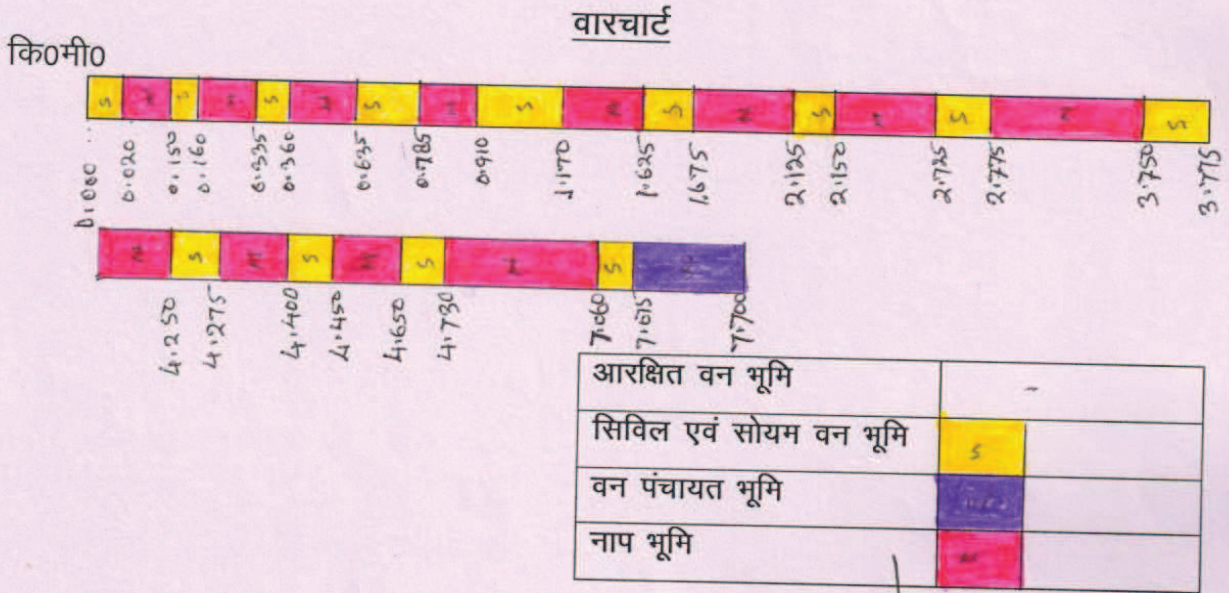 वारचार्ट
कि0मी0
S N S N S N S N S N S N S N S N S
0.000 0.020 0.150 0.160 0.335 0.360 0.635 0.785 0.910 1.170 1.625 1.675 2.125 2.150 2.725 2.775 3.750 3.775
N S N S N S N S
4.250 4.275 4.400 4.450 4.650 4.730 7.060 7.075 7.700
आरक्षित वन भूमि -
सिविल एवं सोयम वन भूमि S
वन पंचायत भूमि
नाप भूमि N